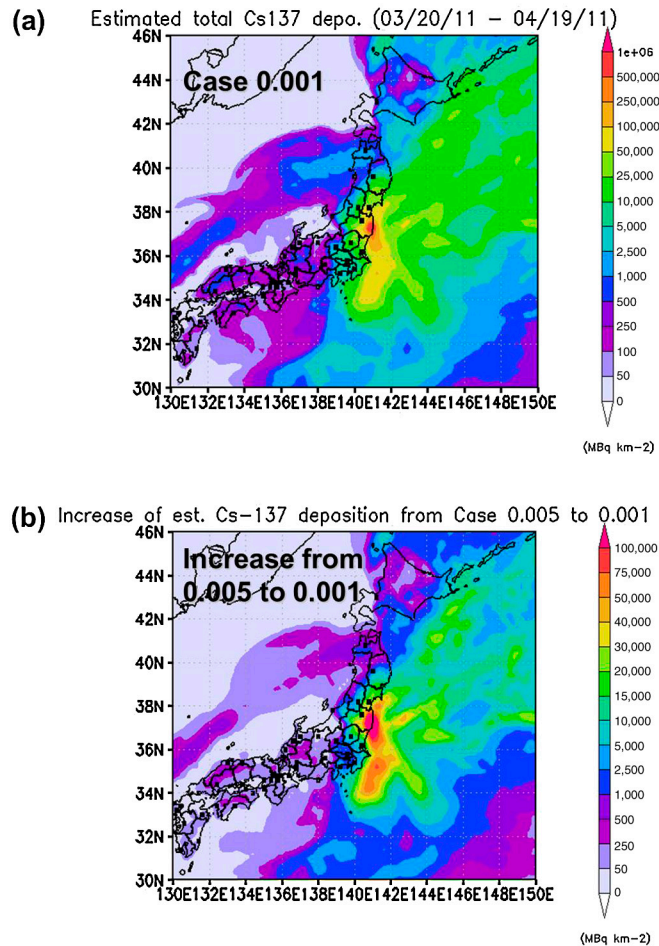 (a) Estimated total Cs137 depo. (03/20/11 – 04/19/11)
Case 0.001
46N
44N
42N
40N
38N
36N
34N
32N
30N
130E132E134E136E138E140E142E144E146E148E150E
1e+06
500,000
250,000
100,000
50,000
25,000
10,000
5,000
2,500
1,000
500
250
100
50
0
(MBq km-2)
(b) Increase of est. Cs-137 deposition from Case 0.005 to 0.001
Increase from
0.005 to 0.001
46N
44N
42N
40N
38N
36N
34N
32N
30N
130E132E134E136E138E140E142E144E146E148E150E
100,000
75,000
50,000
40,000
30,000
20,000
15,000
10,000
5,000
2,500
1,000
500
250
50
0
(MBq km-2)